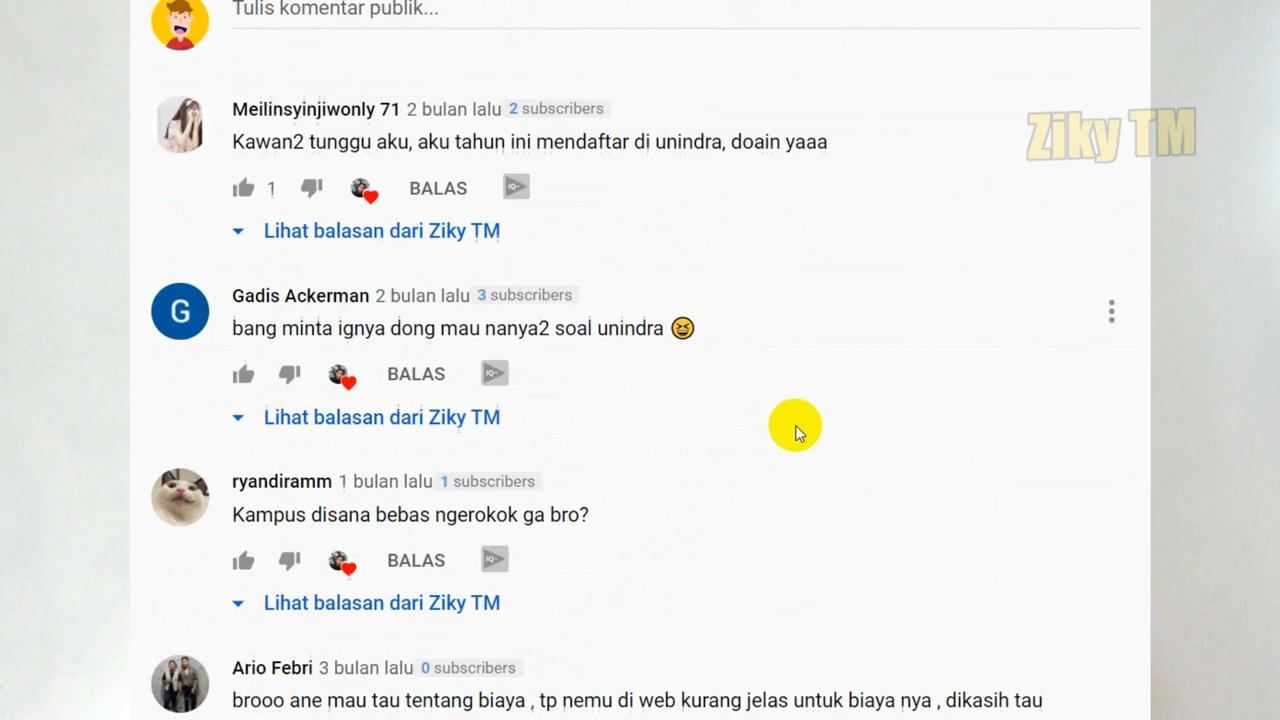 Tulis komentar publik...
Ziky TM
Meilinsyinjiwonly 71 2 bulan lalu 2 subscribers
Kawan2 tunggu aku, aku tahun ini mendaftar di unindra, doain yaaa
1 BALAS IQ+
Lihat balasan dari Ziky TM
G
Gadis Ackerman 2 bulan lalu 3 subscribers
bang minta ignya dong mau nanya2 soal unindra 😆
BALAS IQ+
Lihat balasan dari Ziky TM
ryandiramm 1 bulan lalu 1 subscribers
Kampus disana bebas ngerokok ga bro?
BALAS IQ+
Lihat balasan dari Ziky TM
Ario Febri 3 bulan lalu 0 subscribers
brooo ane mau tau tentang biaya , tp nemu di web kurang jelas untuk biaya nya , dikasih tau